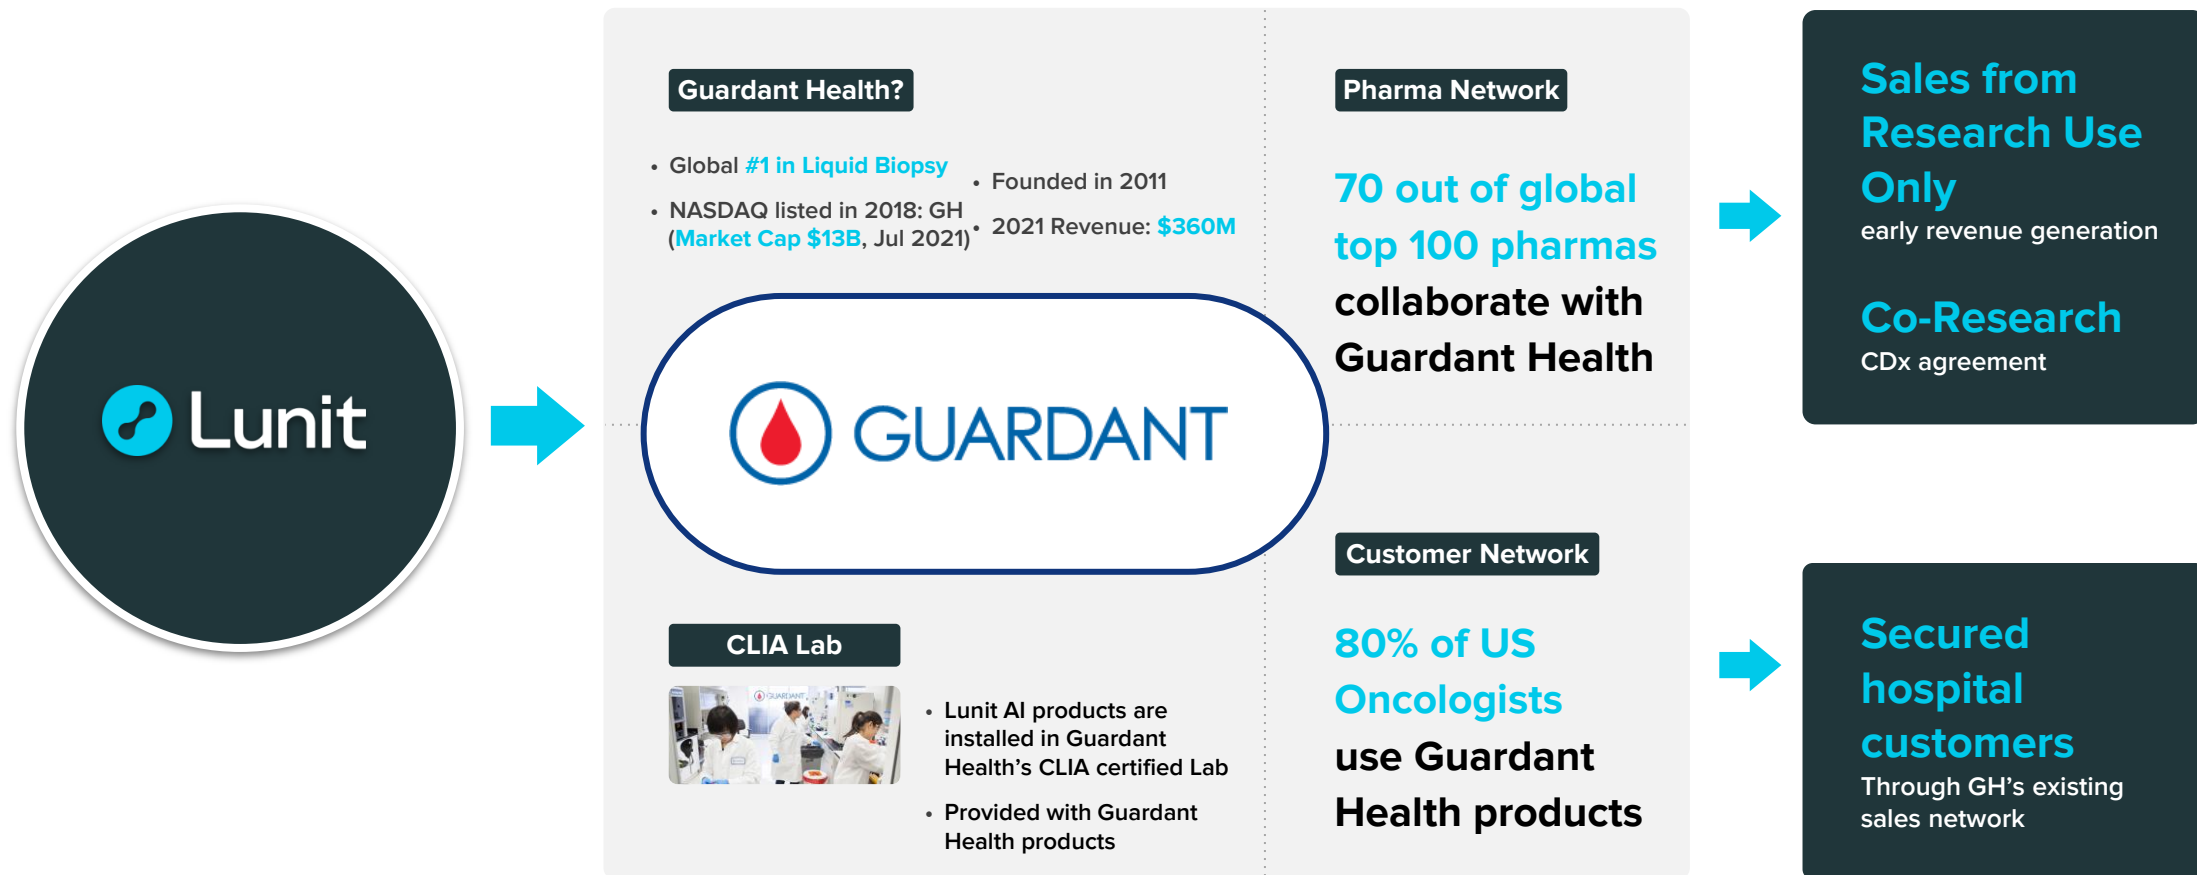 Lunit
Guardant Health?
• Global #1 in Liquid Biopsy
• NASDAQ listed in 2018: GH
(Market Cap $13B, Jul 2021)
• Founded in 2011
• 2021 Revenue: $360M
GUARDANT
CLIA Lab
GUARDANT
• Lunit AI products are
installed in Guardant
Health’s CLIA certified Lab
• Provided with Guardant
Health products
Pharma Network
70 out of global
top 100 pharmas
collaborate with
Guardant Health
Customer Network
80% of US
Oncologists
use Guardant
Health products
Sales from
Research Use
Only
early revenue generation
Co-Research
CDx agreement
Secured
hospital
customers
Through GH’s existing
sales network